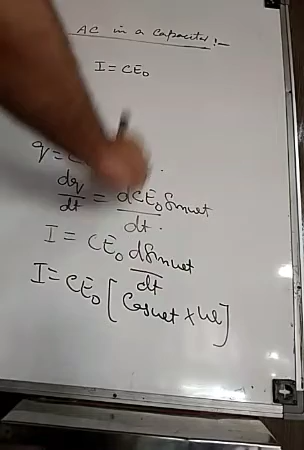 AC in a Capacitor :-
I = CE₀
q = C
dq/dt = dCE₀ Sinωt/dt
I = CE₀ dSinωt/dt
I = CE₀ [Cosωt × ω]